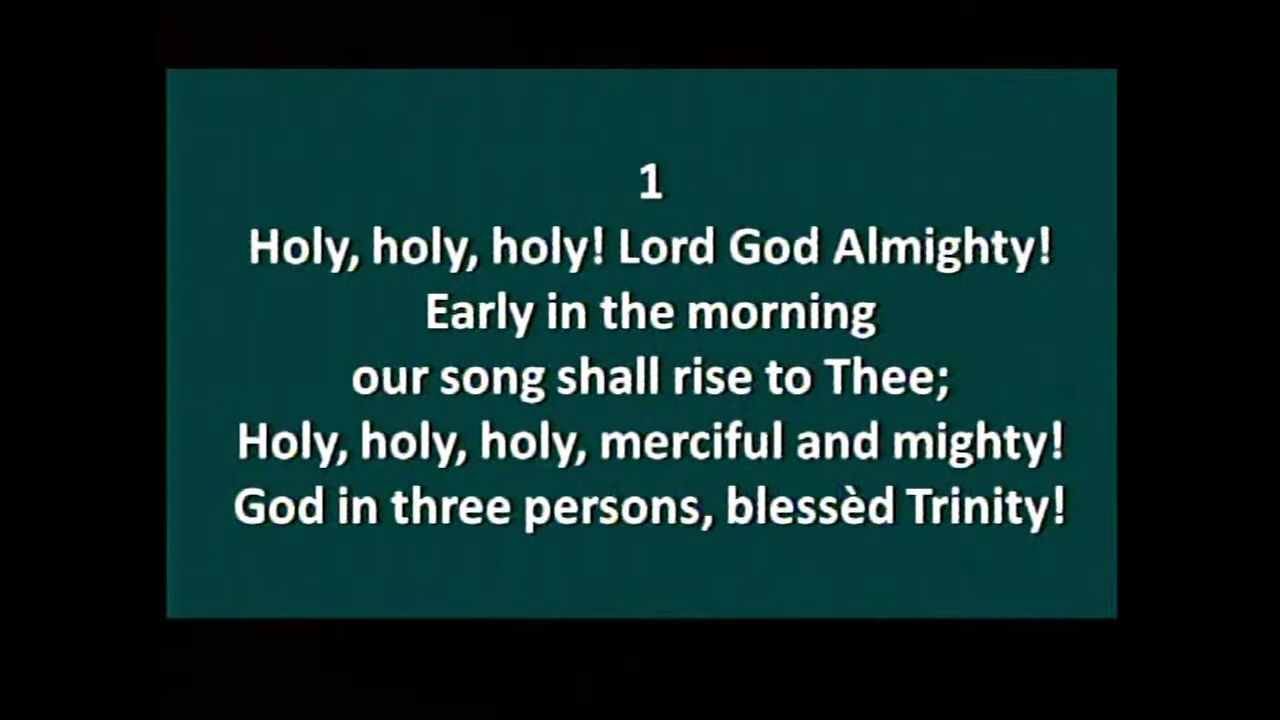 1
Holy, holy, holy! Lord God Almighty!
Early in the morning
our song shall rise to Thee;
Holy, holy, holy, merciful and mighty!
God in three persons, blessèd Trinity!